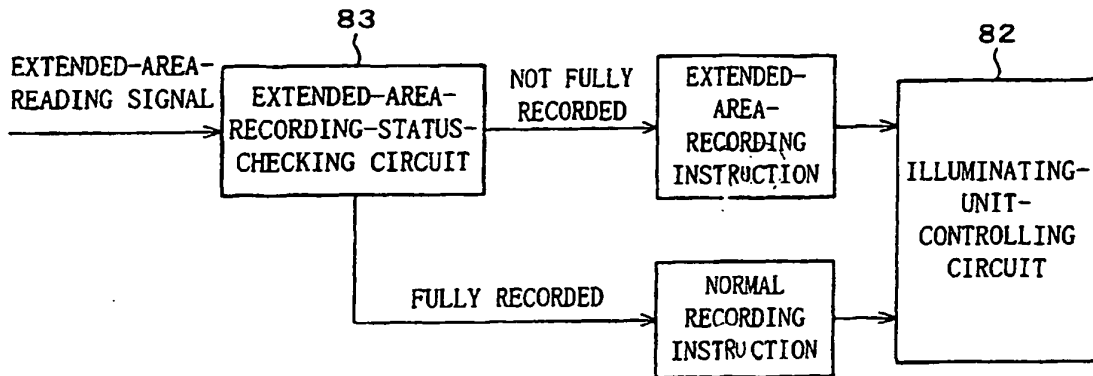 83
EXTENDED-AREA-
READING SIGNAL
EXTENDED-AREA-
RECORDING-STATUS-
CHECKING CIRCUIT
NOT FULLY
RECORDED
EXTENDED-
AREA-
RECORDING
INSTRUCTION
82
ILLUMINATING-
UNIT-
CONTROLLING
CIRCUIT
FULLY RECORDED
NORMAL
RECORDING
INSTRUCTION